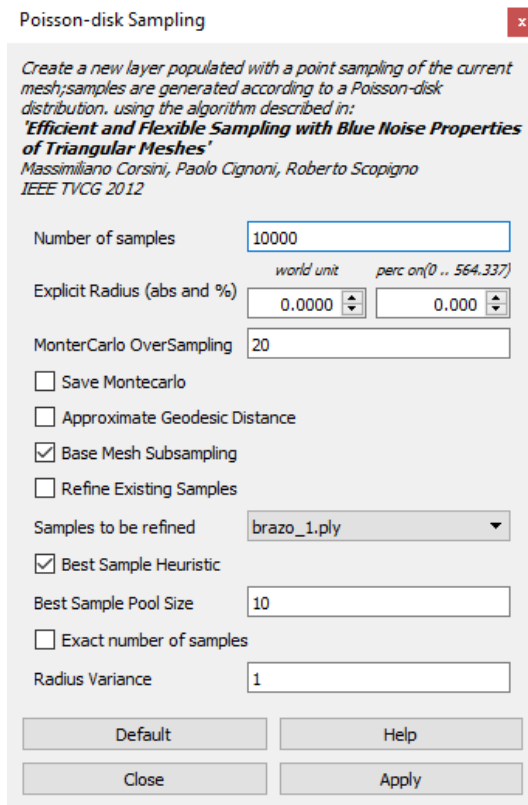 Poisson-disk Sampling
x
Create a new layer populated with a point sampling of the current
mesh;samples are generated according to a Poisson-disk
distribution. using the algorithm described in:
'Efficient and Flexible Sampling with Blue Noise Properties
of Triangular Meshes'
Massimiliano Corsini, Paolo Cignoni, Roberto Scopigno
IEEE TVCG 2012
Number of samples 10000
world unit perc on(0 .. 564.337)
Explicit Radius (abs and %) 0.0000 0.000
MonterCarlo OverSampling 20
Save Montecarlo
Approximate Geodesic Distance
Base Mesh Subsampling
Refine Existing Samples
Samples to be refined brazo_1.ply
Best Sample Heuristic
Best Sample Pool Size 10
Exact number of samples
Radius Variance 1
Default Help
Close Apply